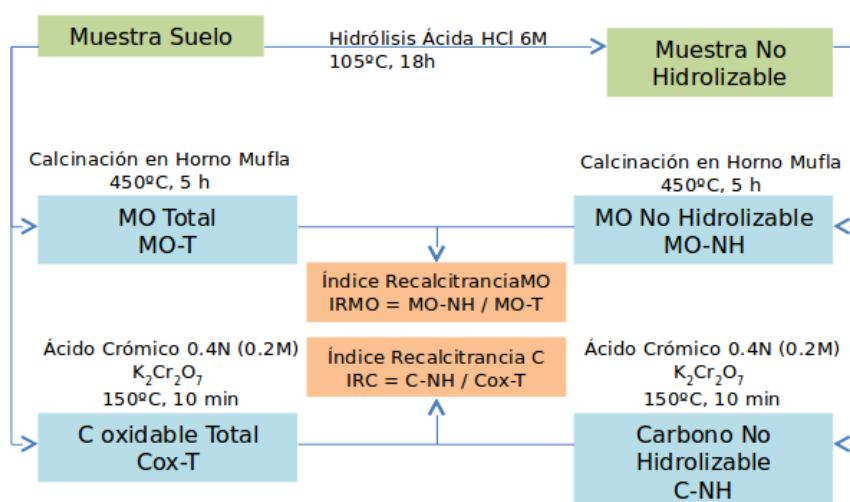 Muestra Suelo
Hidrólisis Ácida HCl 6M
105ºC, 18h
Muestra No
Hidrolizable
Calcinación en Horno Mufla
450ºC, 5 h
MO Total
MO-T
Calcinación en Horno Mufla
450ºC, 5 h
MO No Hidrolizable
MO-NH
Índice RecalcitranciaMO
IRMO = MO-NH / MO-T
Índice Recalcitrancia C
IRC = C-NH / Cox-T
Ácido Crómico 0.4N (0.2M)
K₂Cr₂O₇
150ºC, 10 min
C oxidable Total
Cox-T
Ácido Crómico 0.4N (0.2M)
K₂Cr₂O₇
150ºC, 10 min
Carbono No
Hidrolizable
C-NH